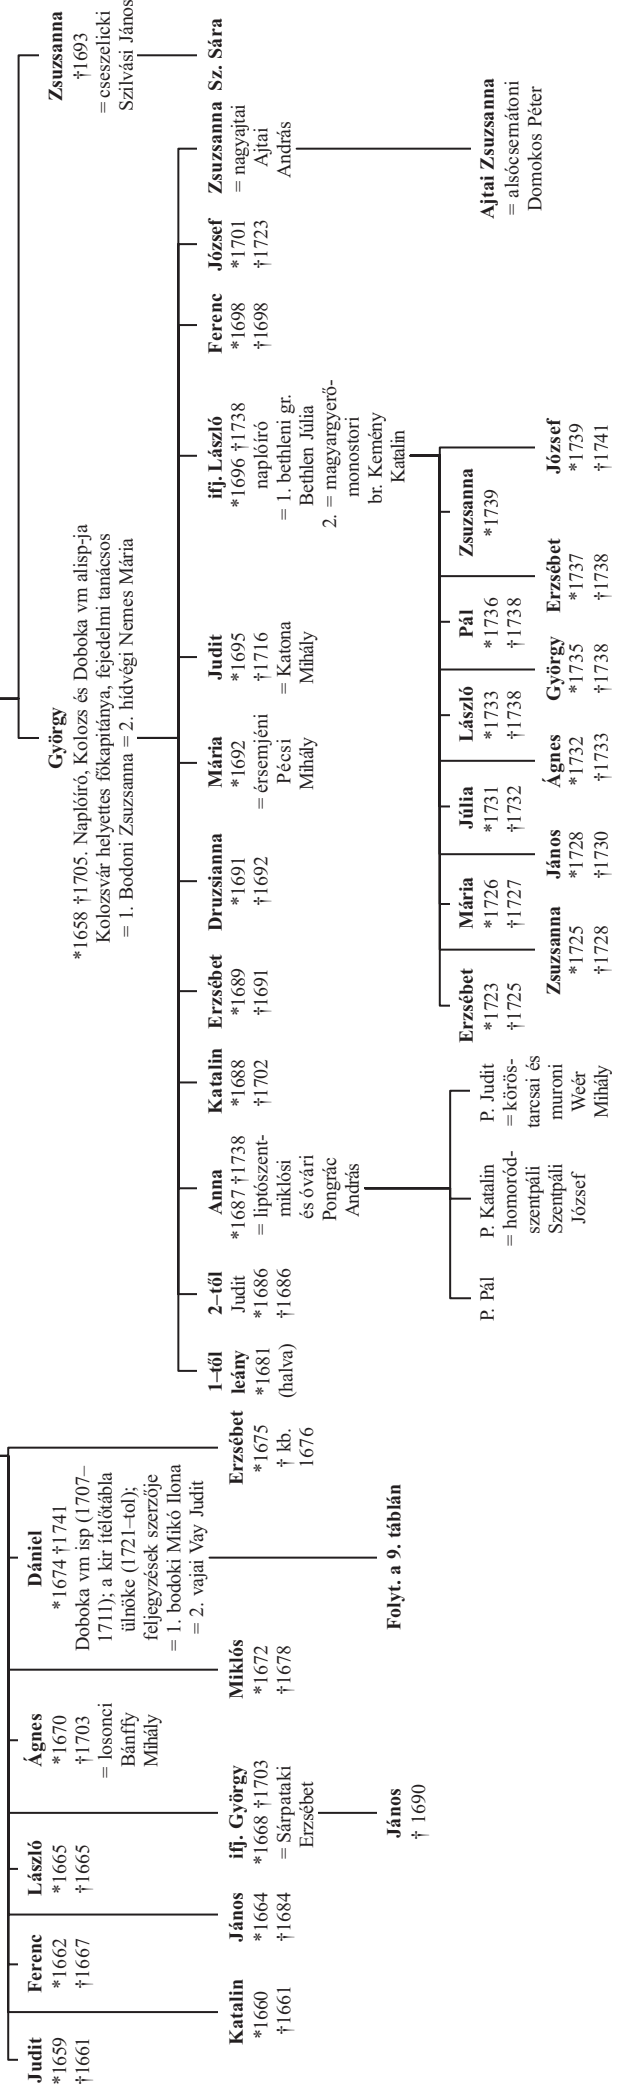 Judit
*1659
†1661
Ferenc
*1662
†1667
László
*1665
†1665
Ágnes
*1670
†1703
= losonci
Bánffy
Mihály
Dániel
*1674 †1741
Doboka vm isp (1707–
1711); a kir ítélőtábla
ülnöke (1721–tol);
feljegyzések szerzője
= 1. bodoki Mikó Ilona
= 2. vajai Vay Judit
Katalin
*1660
†1661
János
*1664
†1684
ifj. György
*1668 †1703
= Sárpataki
Erzsébet
Miklós
*1672
†1678
Erzsébet
*1675
† kb.
1676
János
† 1690
Folyt. a 9. táblán
György
*1658 †1705. Naplóíró, Kolozs és Doboka vm alisp-ja
Kolozsvár helyettes főkapitánya, fejedelmi tanácsos
= 1. Bodoni Zsuzsanna = 2. hídvégi Nemes Mária
Zsuzsanna
†1693
= cseszelicki
Szilvási János
1–től
leány
*1681
(halva)
2–től
Judit
*1686
†1686
Anna
*1687 †1738
= liptószent-
miklósi
és óvári
Pongrác
András
Katalin
*1688
†1702
Erzsébet
*1689
†1691
Druzsianna
*1691
†1692
Mária
*1692
= érsemjéni
Pécsi
Mihály
Judit
*1695
†1716
= Katona
Mihály
ifj. László
*1696 †1738
naplóíró
= 1. bethleni gr.
Bethlen Júlia
2. = magyargyerő-
monostori
br. Kemény
Katalin
Ferenc
*1698
†1698
József
*1701
†1723
Zsuzsanna
= nagyajtai
Ajtai
András
Sz. Sára
P. Pál
P. Katalin
= homoród-
szentpáli
Szentpáli
József
P. Judit
= körös-
tarcsai és
muroni
Weér
Mihály
Erzsébet
*1723
†1725
Mária
*1726
†1727
Júlia
*1731
†1732
László
*1733
†1738
Pál
*1736
†1738
Zsuzsanna
*1739
Zsuzsanna
*1725
†1728
János
*1728
†1730
Ágnes
*1732
†1733
György
*1735
†1738
Erzsébet
*1737
†1738
József
*1739
†1741
Ajtai Zsuzsanna
= alsócsernátoni
Domokos Péter